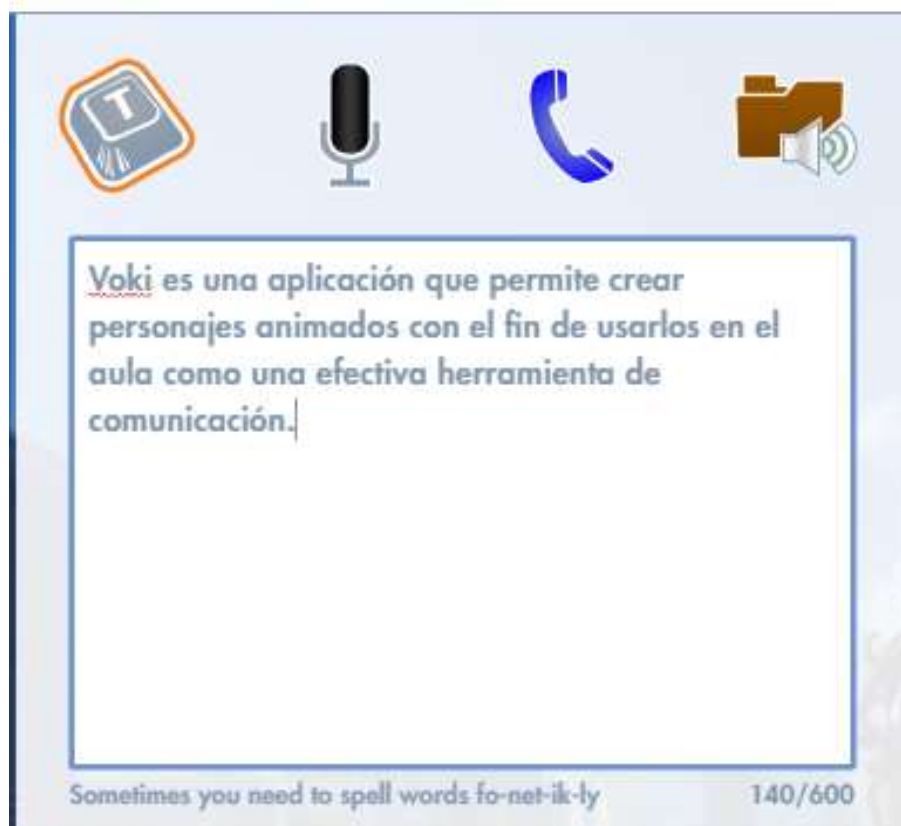 T
Voki es una aplicación que permite crear
personajes animados con el fin de usarlos en el
aula como una efectiva herramienta de
comunicación.
Sometimes you need to spell words fo-net-ik-ly 140/600